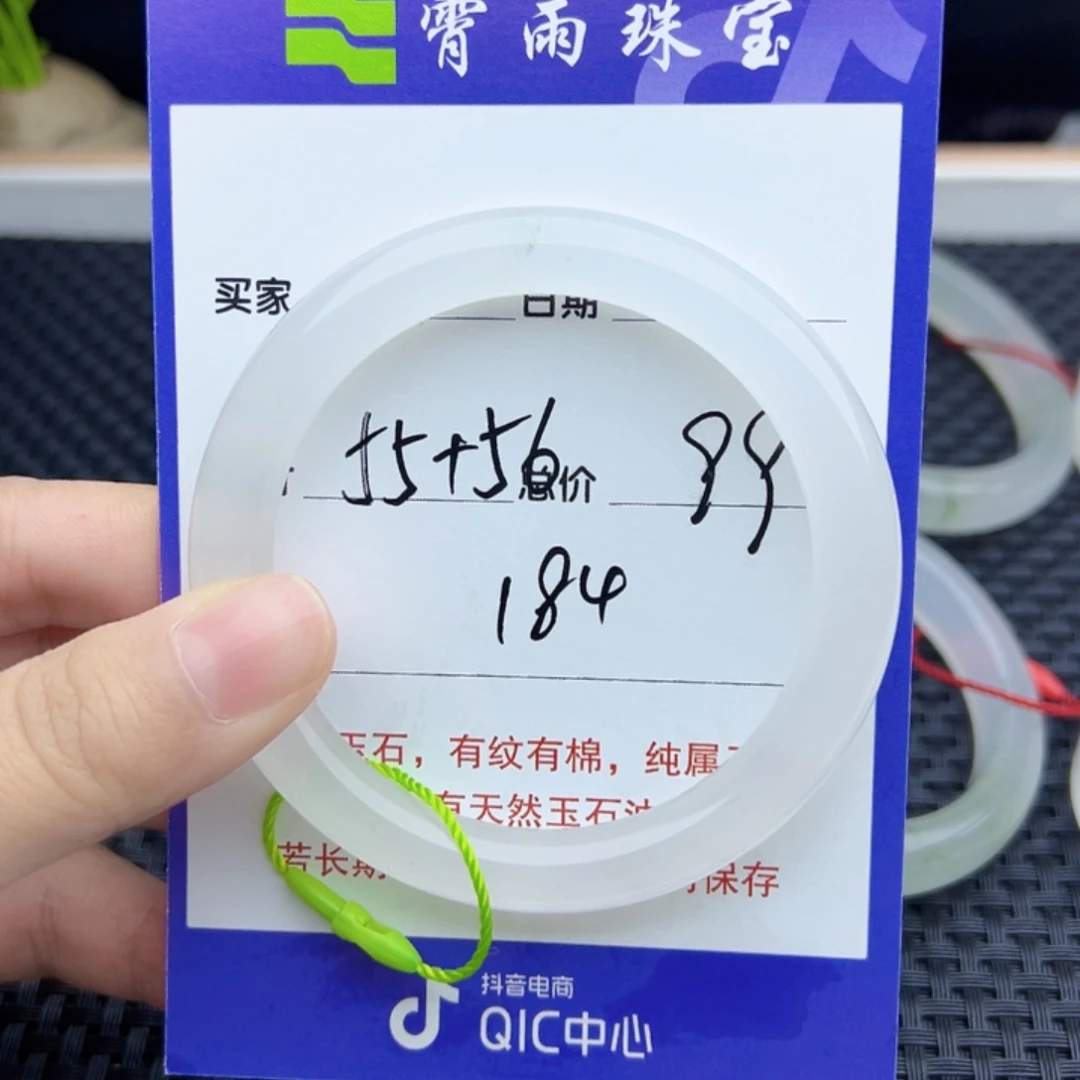 霄雨珠宝
买家 日期
55+56 总价 99
184
玉石，有纹有棉，纯属
有天然玉石
若长期 保存
抖音电商
QIC中心